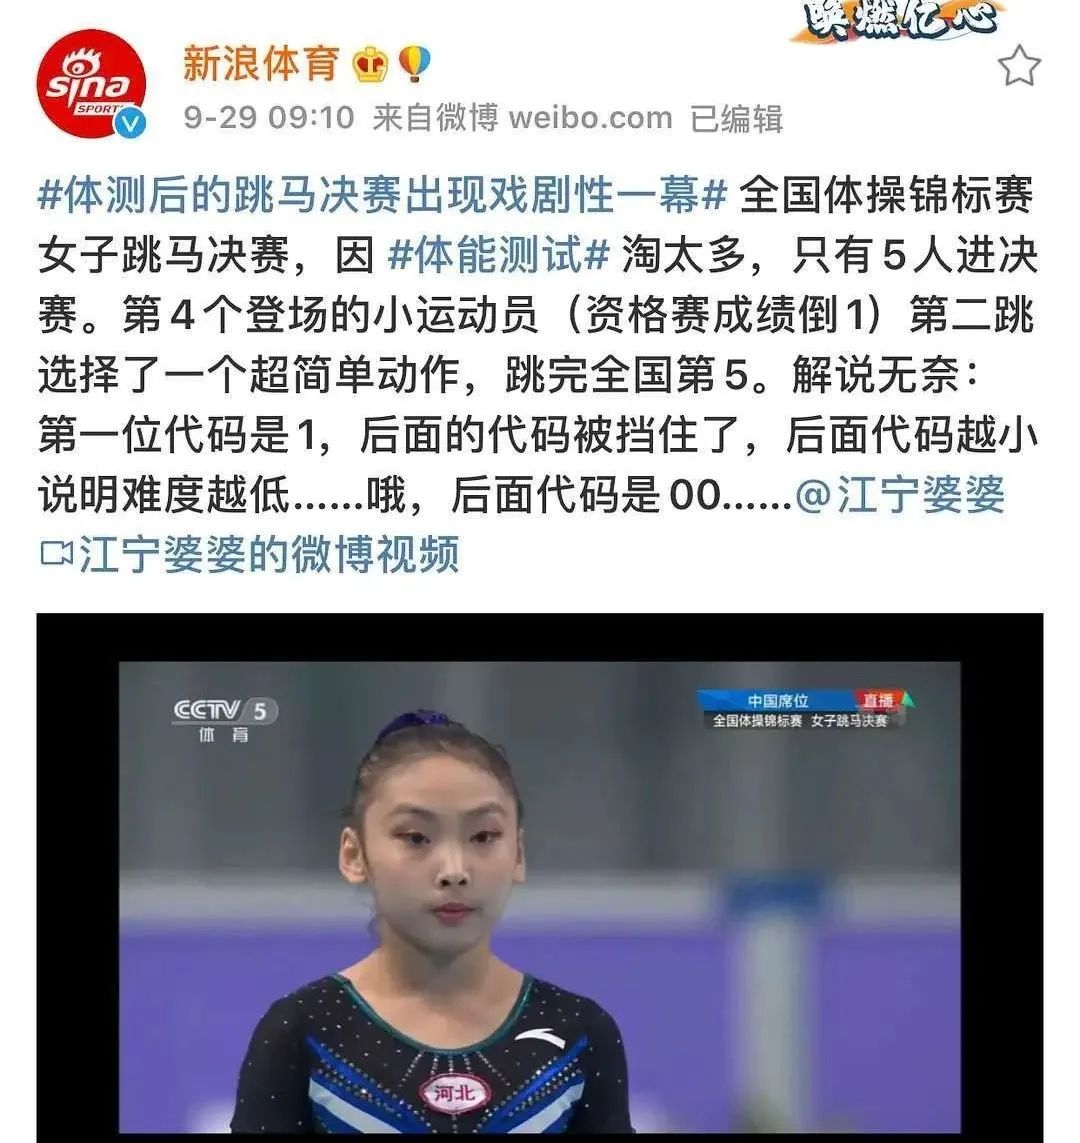 唤燃亿心
sina
SPORTS
新浪体育
9-29 09:10 来自微博 weibo.com 已编辑
#体测后的跳马决赛出现戏剧性一幕# 全国体操锦标赛
女子跳马决赛，因 #体能测试# 淘太多，只有5人进决
赛。第4个登场的小运动员（资格赛成绩倒1）第二跳
选择了一个超简单动作，跳完全国第5。解说无奈：
第一位代码是1，后面的代码被挡住了，后面代码越小
说明难度越低……哦，后面代码是00……@江宁婆婆
江宁婆婆的微博视频
CCTV 5
体育
中国席位 直播
全国体操锦标赛 女子跳马决赛
河北